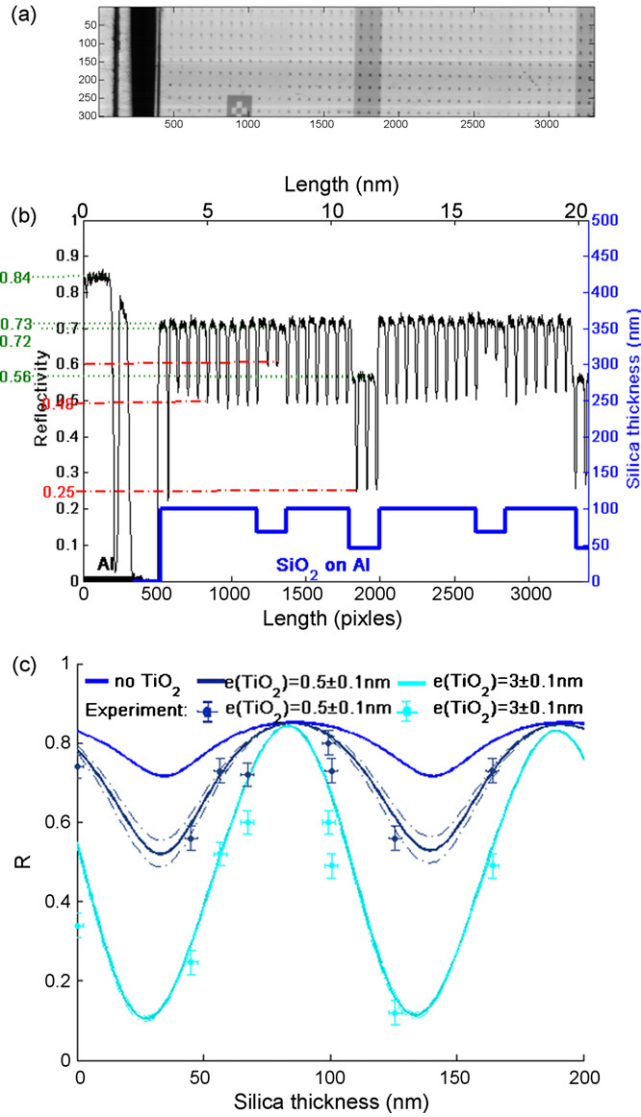 (a)
0
50
100
150
200
250
300
500 1000 1500 2000 2500 3000
Length (nm)
0 5 10 15 20
(b)
1
0.9
0.84
0.8
0.73
0.7
0.72
0.6
0.56
0.5
0.48
0.4
0.3
0.25
0.2
0.1
0
Reflectivity
500
450
400
350
300
250
200
150
100
50
0
Silica thickness (nm)
Al
SiO2 on Al
0 500 1000 1500 2000 2500 3000
Length (pixles)
(c)
1
0.8
0.6
0.4
0.2
0
R
no TiO2 e(TiO2)=0.5±0.1nm e(TiO2)=3±0.1nm
Experiment: e(TiO2)=0.5±0.1nm e(TiO2)=3±0.1nm
0 50 100 150 200
Silica thickness (nm)